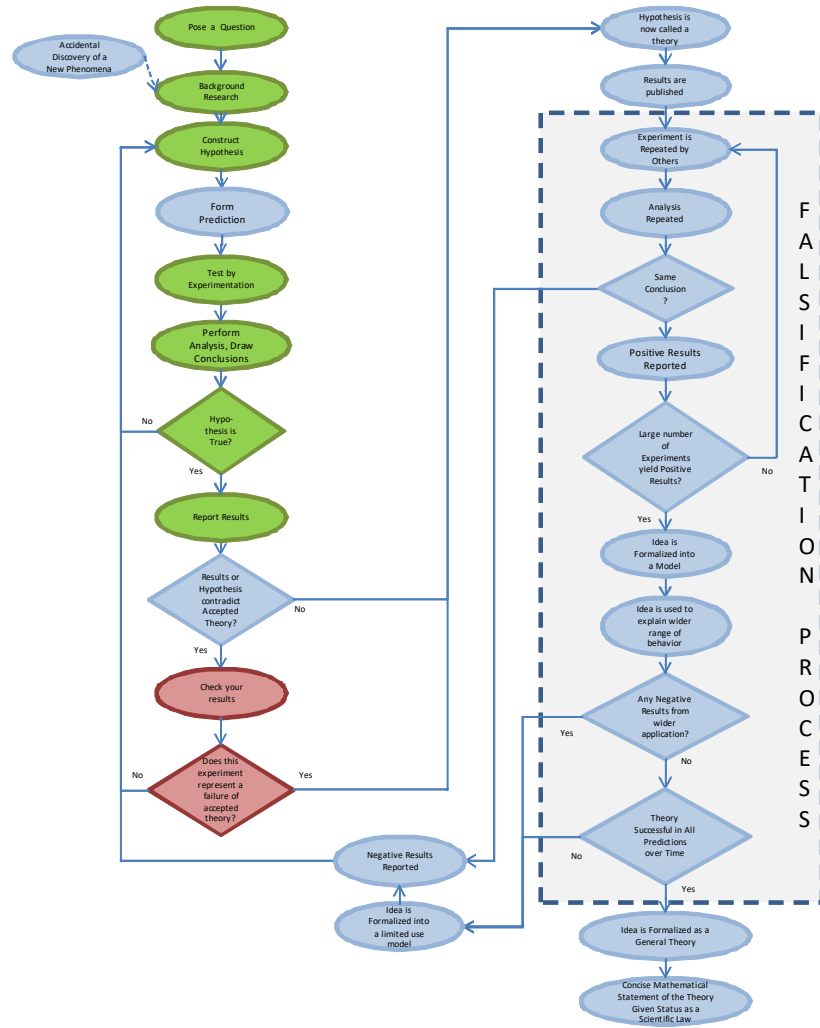 Pose a Question
Accidental
Discovery of a
New Phenomena
Background
Research
Construct
Hypothesis
Form
Prediction
Test by
Experimentation
Perform
Analysis, Draw
Conclusions
Hypo-
thesis is
True?
No
Yes
Report Results
Results or
Hypothesis
contradict
Accepted
Theory?
No
Yes
Check your
results
Does this
experiment
represent a
failure of
accepted
theory?
No
Yes
Negative Results
Reported
Idea is
Formalized into
a limited use
model
Hypothesis is
now called a
theory
Results are
published
Experiment is
Repeated by
Others
Analysis
Repeated
Same
Conclusion
?
Positive Results
Reported
Large number
of
Experiments
yield Positive
Results?
No
Yes
Idea is
Formalized into
a Model
Idea is used to
explain wider
range of
behavior
Any Negative
Results from
wider
application?
Yes
No
Theory
Successful in All
Predictions
over Time
No
Yes
Idea is Formalized as a
General Theory
Concise Mathematical
Statement of the Theory
Given Status as a
Scientific Law
FALSIFICATION PROCESS